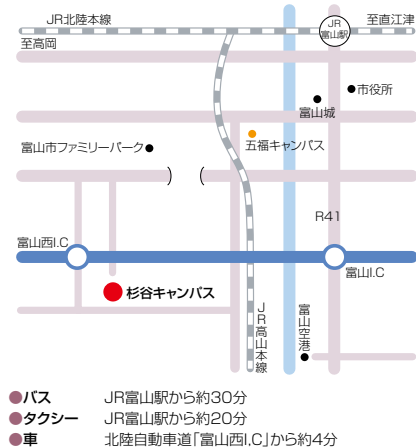 JR北陸本線
JR
富山駅
至直江津
至高岡
市役所
富山城
五福キャンパス
富山市ファミリーパーク
R41
富山西I.C
富山I.C
杉谷キャンパス
JR高山本線
富山空港
●バス JR富山駅から約30分
●タクシー JR富山駅から約20分
●車 北陸自動車道「富山西I.C」から約4分